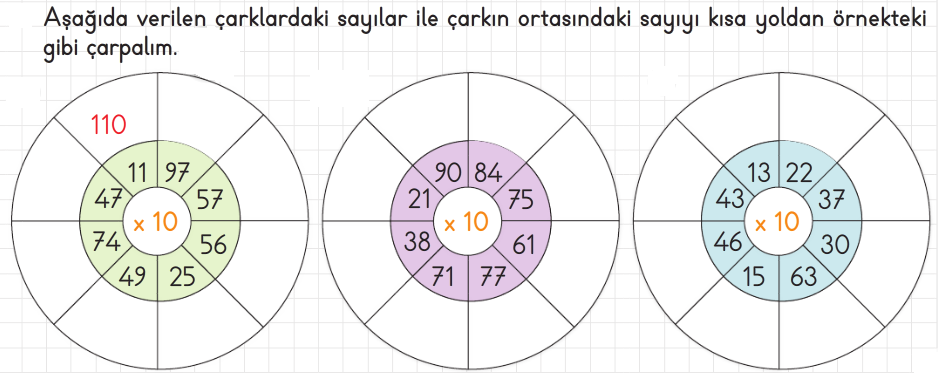 Aşağıda verilen çarklardaki sayılar ile çarkın ortasındaki sayıyı kısa yoldan örnekteki
gibi çarpalım.
110
11 97
47 57
x 10
74 56
49 25
90 84
21 75
x 10
38 61
71 77
13 22
43 37
x 10
46 30
15 63